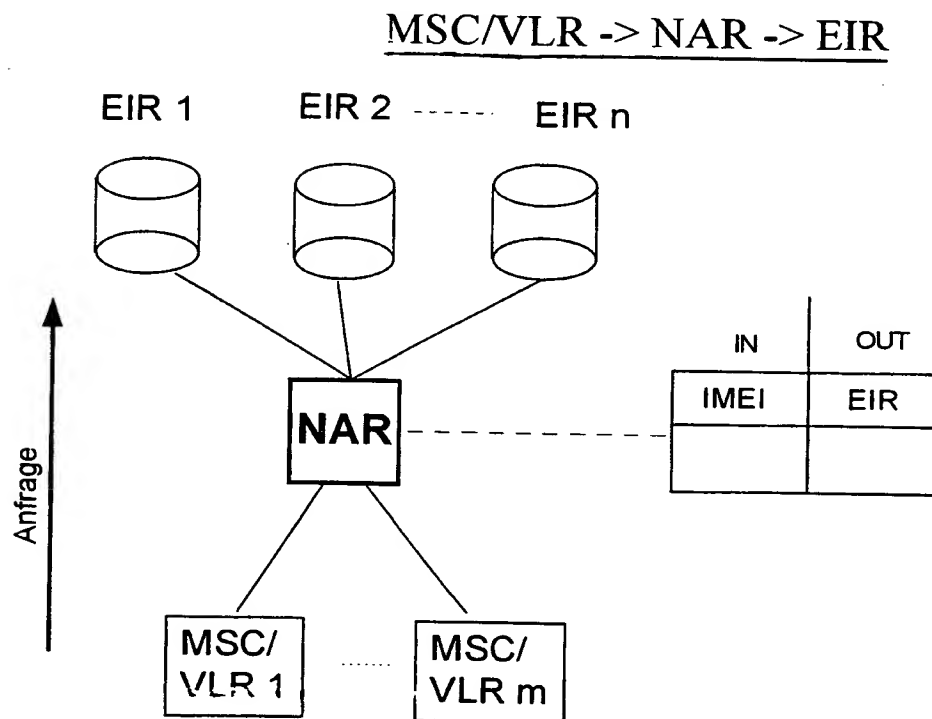 MSC/VLR -> NAR -> EIR
EIR 1 EIR 2 EIR n
IN OUT
IMEI EIR
NAR
Anfrage
MSC/
VLR 1
MSC/
VLR m